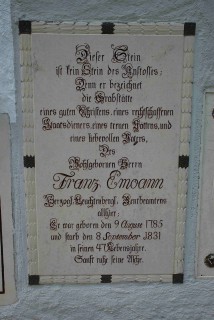 Dieser Stein
ist kein Stein des Anstosses:
Denn er bezeichnet
die Grabstätte
eines guten Christens, eines rechtschaffenen
Staatsdieners, eines treuen Gattens, und
eines liebevollen Vaters,
Des
Wohlgebornen Herrn
Franz
Herzogl. Leuchtenbergl. Rentbeamtens
allhier:
Er war geboren den 9 August 1785
und starb den 8 September 1831
in seinen 47 Lebensjahre.
Sanft ruhe seine Asche.